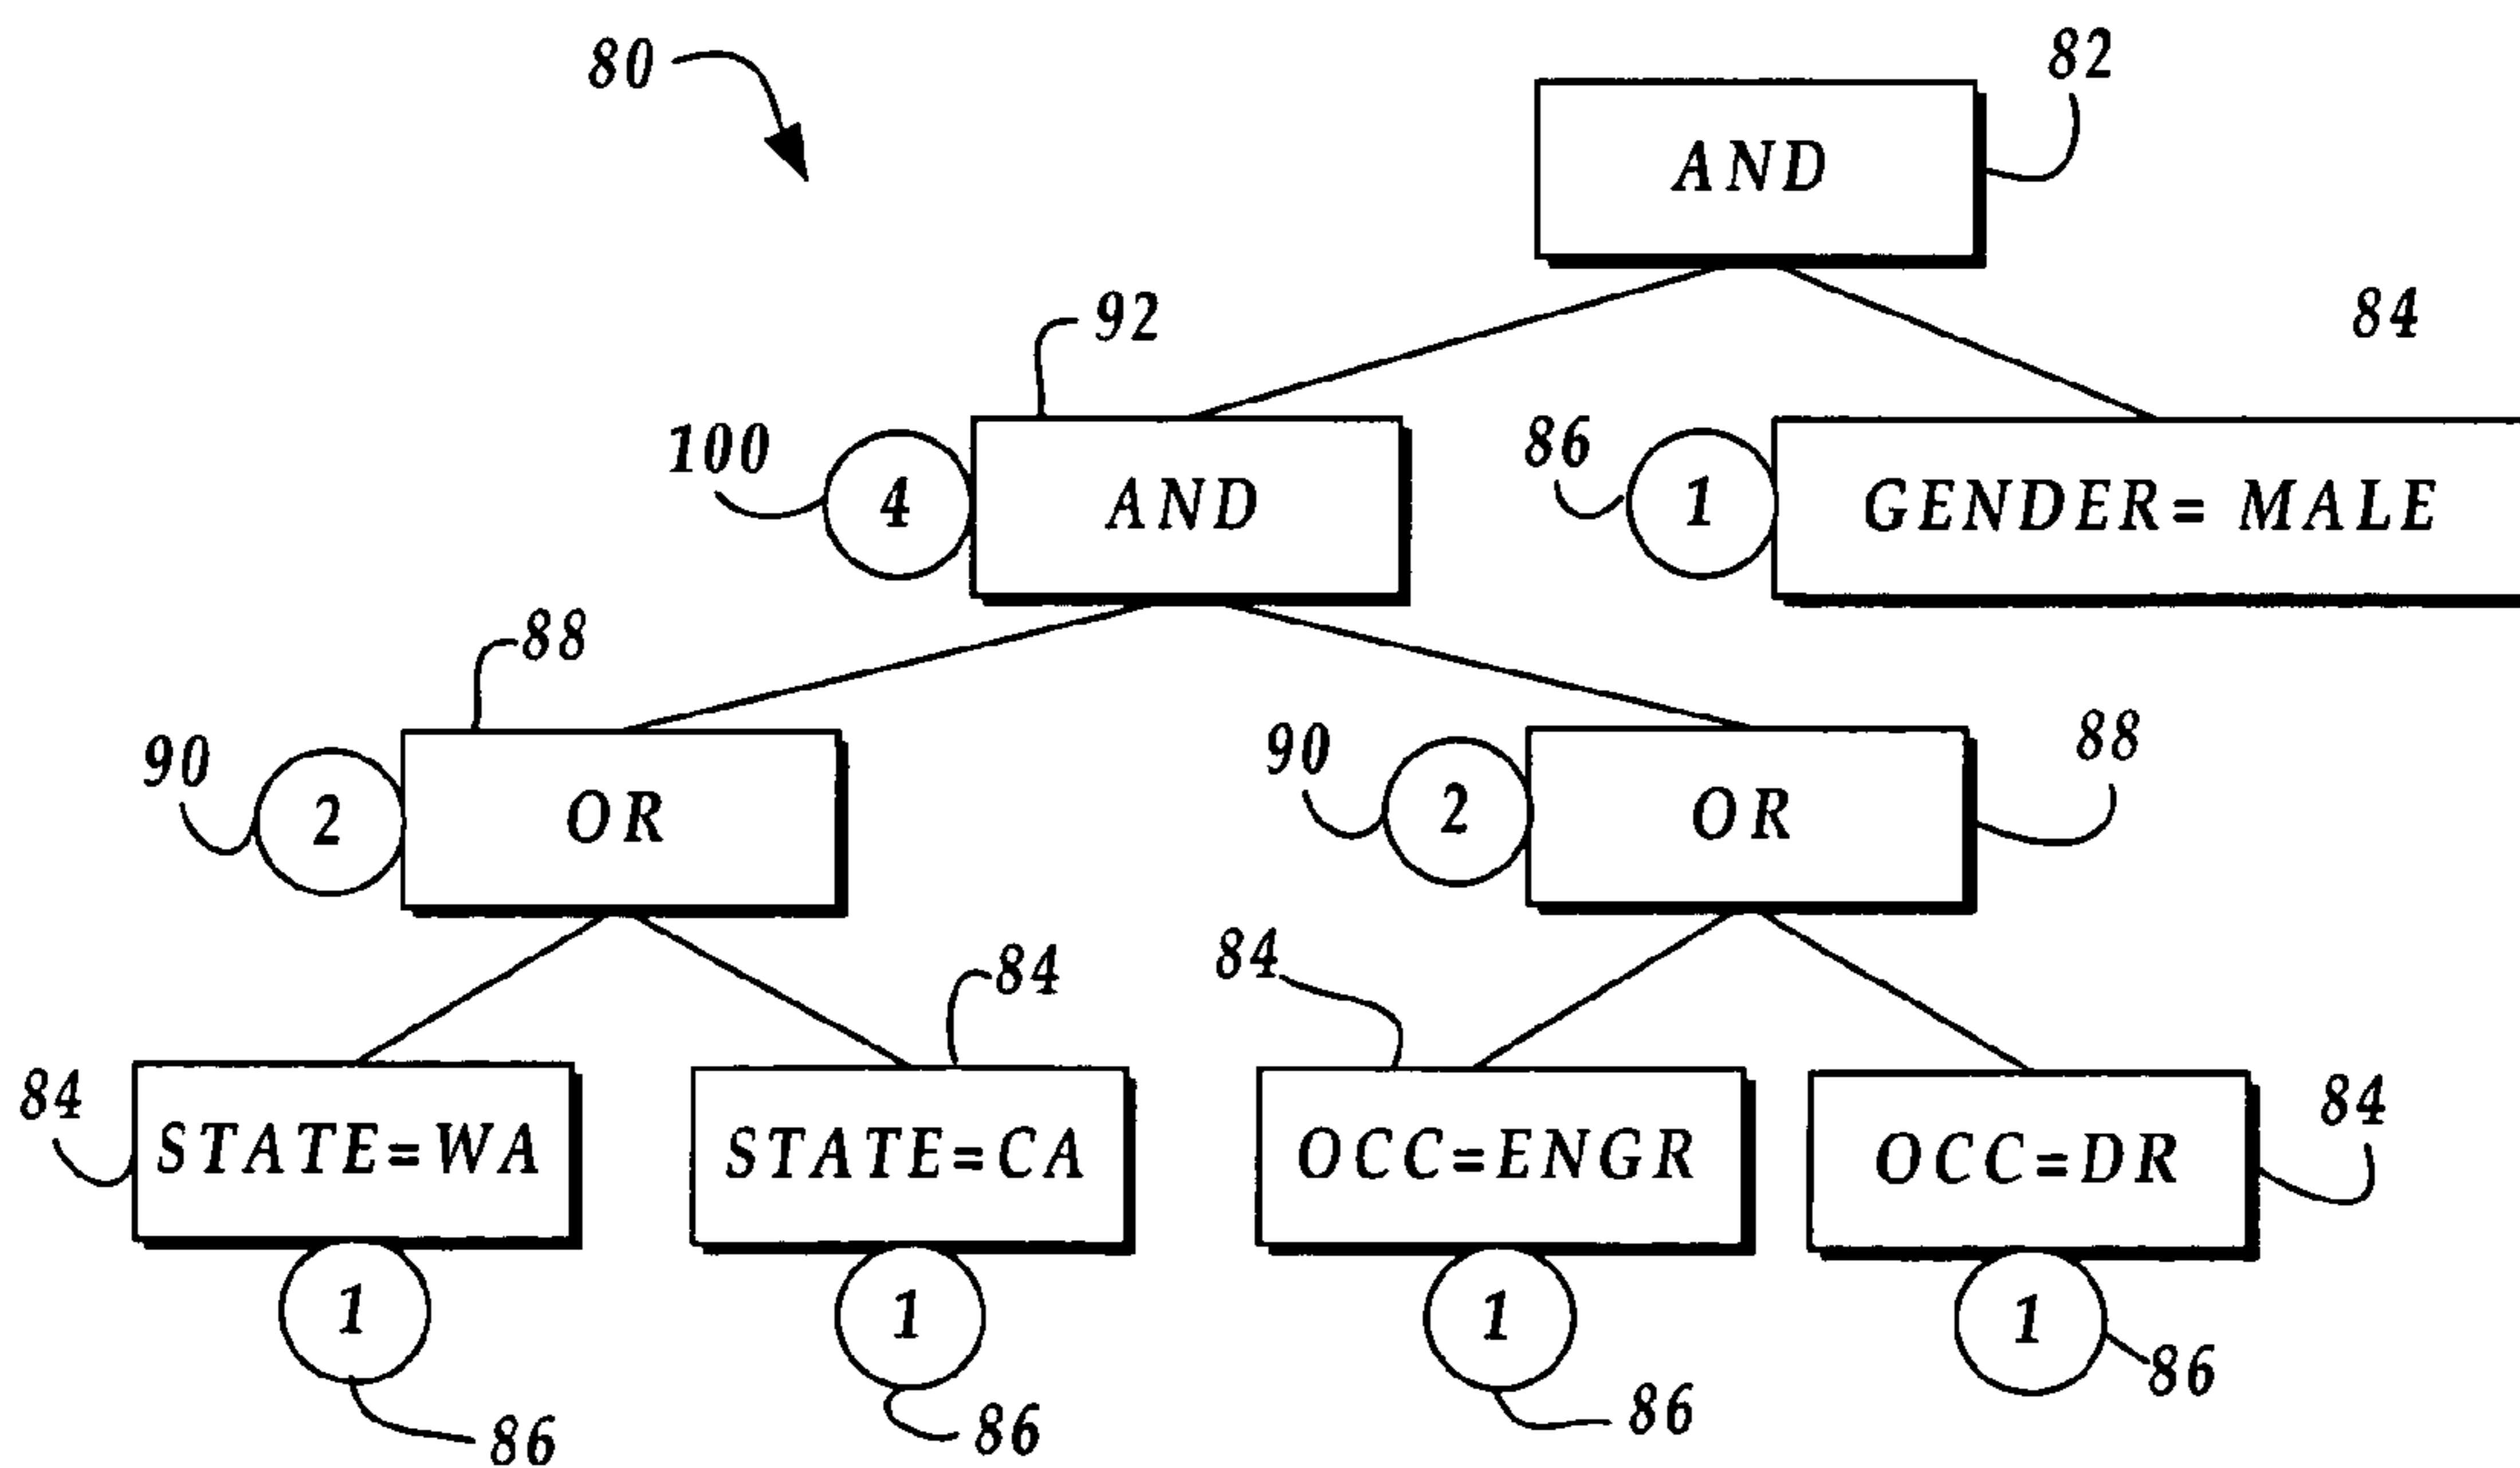 80
82
AND
84
92
100
4
AND
86
1
GENDER= MALE
88
90
2
OR
90
2
OR
88
84
84
84
STATE=WA
STATE=CA
OCC=ENGR
OCC=DR
84
1
1
1
1
86
86
86
86